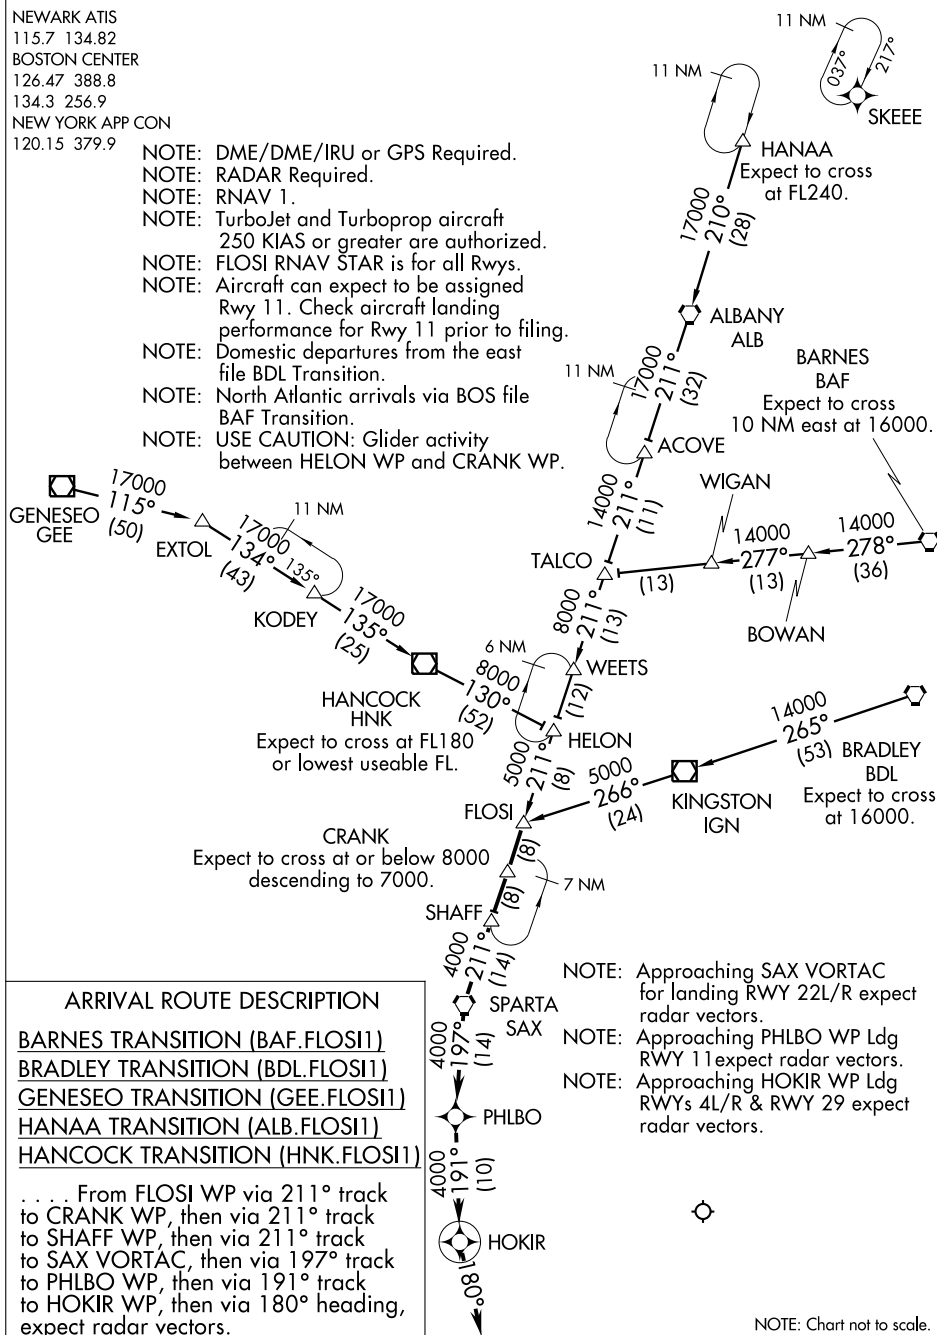 NEWARK ATIS
115.7 134.82
BOSTON CENTER
126.47 388.8
134.3 256.9
NEW YORK APP CON
120.15 379.9
NOTE: DME/DME/IRU or GPS Required.
NOTE: RADAR Required.
NOTE: RNAV 1.
NOTE: TurboJet and Turboprop aircraft
250 KIAS or greater are authorized.
NOTE: FLOSI RNAV STAR is for all Rwys.
NOTE: Aircraft can expect to be assigned
Rwy 11. Check aircraft landing
performance for Rwy 11 prior to filing.
NOTE: Domestic departures from the east
file BDL Transition.
NOTE: North Atlantic arrivals via BOS file
BAF Transition.
NOTE: USE CAUTION: Glider activity
between HELON WP and CRANK WP.
11 NM
037°
217°
SKEEE
11 NM
HANAA
Expect to cross
at FL240.
17000
210°
(28)
ALBANY
ALB
17000
211°
(32)
11 NM
ACOVE
14000
211°
(11)
BARNES
BAF
Expect to cross
10 NM east at 16000.
WIGAN
14000
278°
(36)
14000
277°
(13)
BOWAN
(13)
TALCO
GENESEO
GEE
17000
115°
(50)
EXTOL
17000
134°
(43)
11 NM
135°
KODEY
17000
135°
(25)
HANCOCK
HNK
Expect to cross at FL180
or lowest useable FL.
8000
130°
(52)
8000
211°
(13)
6 NM
WEETS
(12)
HELON
5000
211°
(8)
14000
265°
(53)
BRADLEY
BDL
Expect to cross
at 16000.
KINGSTON
IGN
5000
266°
(24)
FLOSI
(8)
CRANK
Expect to cross at or below 8000
descending to 7000.
(8)
7 NM
SHAFF
4000
211°
(14)
SPARTA
SAX
4000
197°
(14)
PHLBO
4000
191°
(10)
HOKIR
180°
NOTE: Approaching SAX VORTAC
for landing RWY 22L/R expect
radar vectors.
NOTE: Approaching PHLBO WP Ldg
RWY 11expect radar vectors.
NOTE: Approaching HOKIR WP Ldg
RWYs 4L/R & RWY 29 expect
radar vectors.
ARRIVAL ROUTE DESCRIPTION
BARNES TRANSITION (BAF.FLOSI1)
BRADLEY TRANSITION (BDL.FLOSI1)
GENESEO TRANSITION (GEE.FLOSI1)
HANAA TRANSITION (ALB.FLOSI1)
HANCOCK TRANSITION (HNK.FLOSI1)
. . . . From FLOSI WP via 211° track
to CRANK WP, then via 211° track
to SHAFF WP, then via 211° track
to SAX VORTAC, then via 197° track
to PHLBO WP, then via 191° track
to HOKIR WP, then via 180° heading,
expect radar vectors.
NOTE: Chart not to scale.